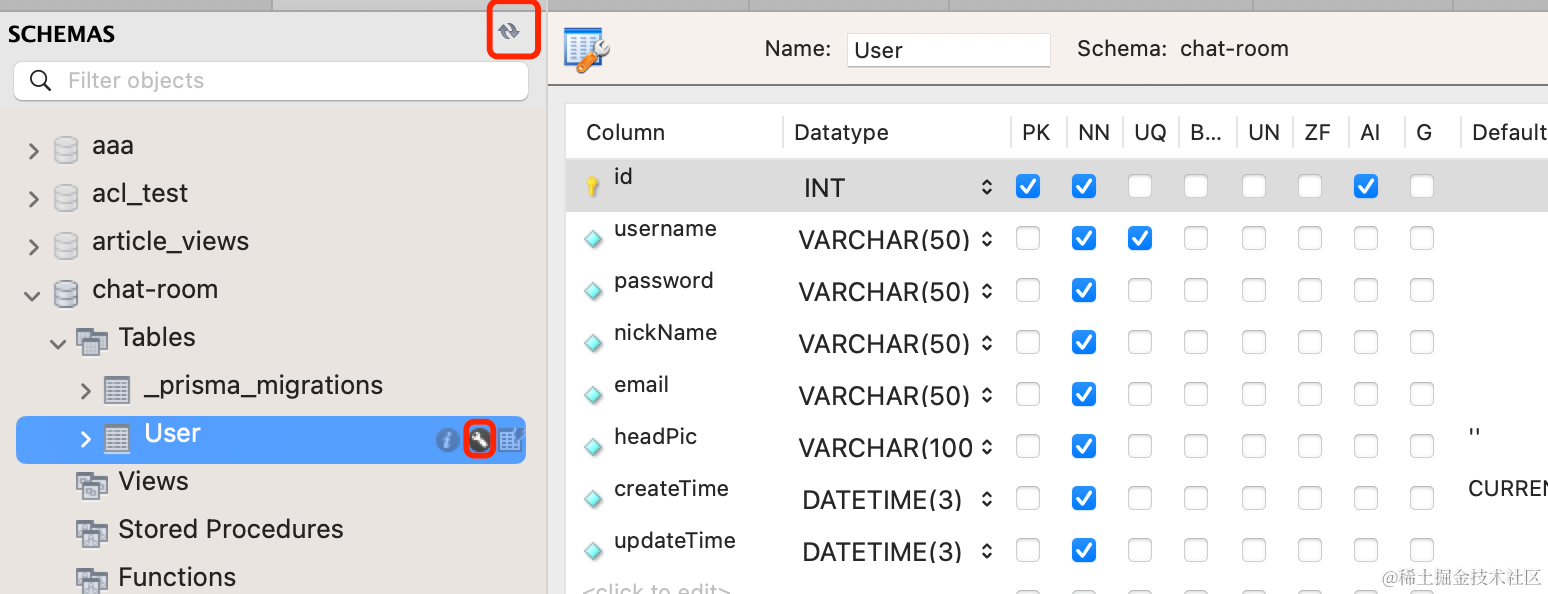 SCHEMAS
Filter objects
aaa
acl_test
article_views
chat-room
Tables
_prisma_migrations
User
Views
Stored Procedures
Functions
Name: User Schema: chat-room
Column Datatype PK NN UQ B... UN ZF AI G Default
id INT
username VARCHAR(50)
password VARCHAR(50)
nickName VARCHAR(50)
email VARCHAR(50)
headPic VARCHAR(100 ''
createTime DATETIME(3) CURREN
updateTime DATETIME(3)
<click to edit>
@稀土掘金技术社区